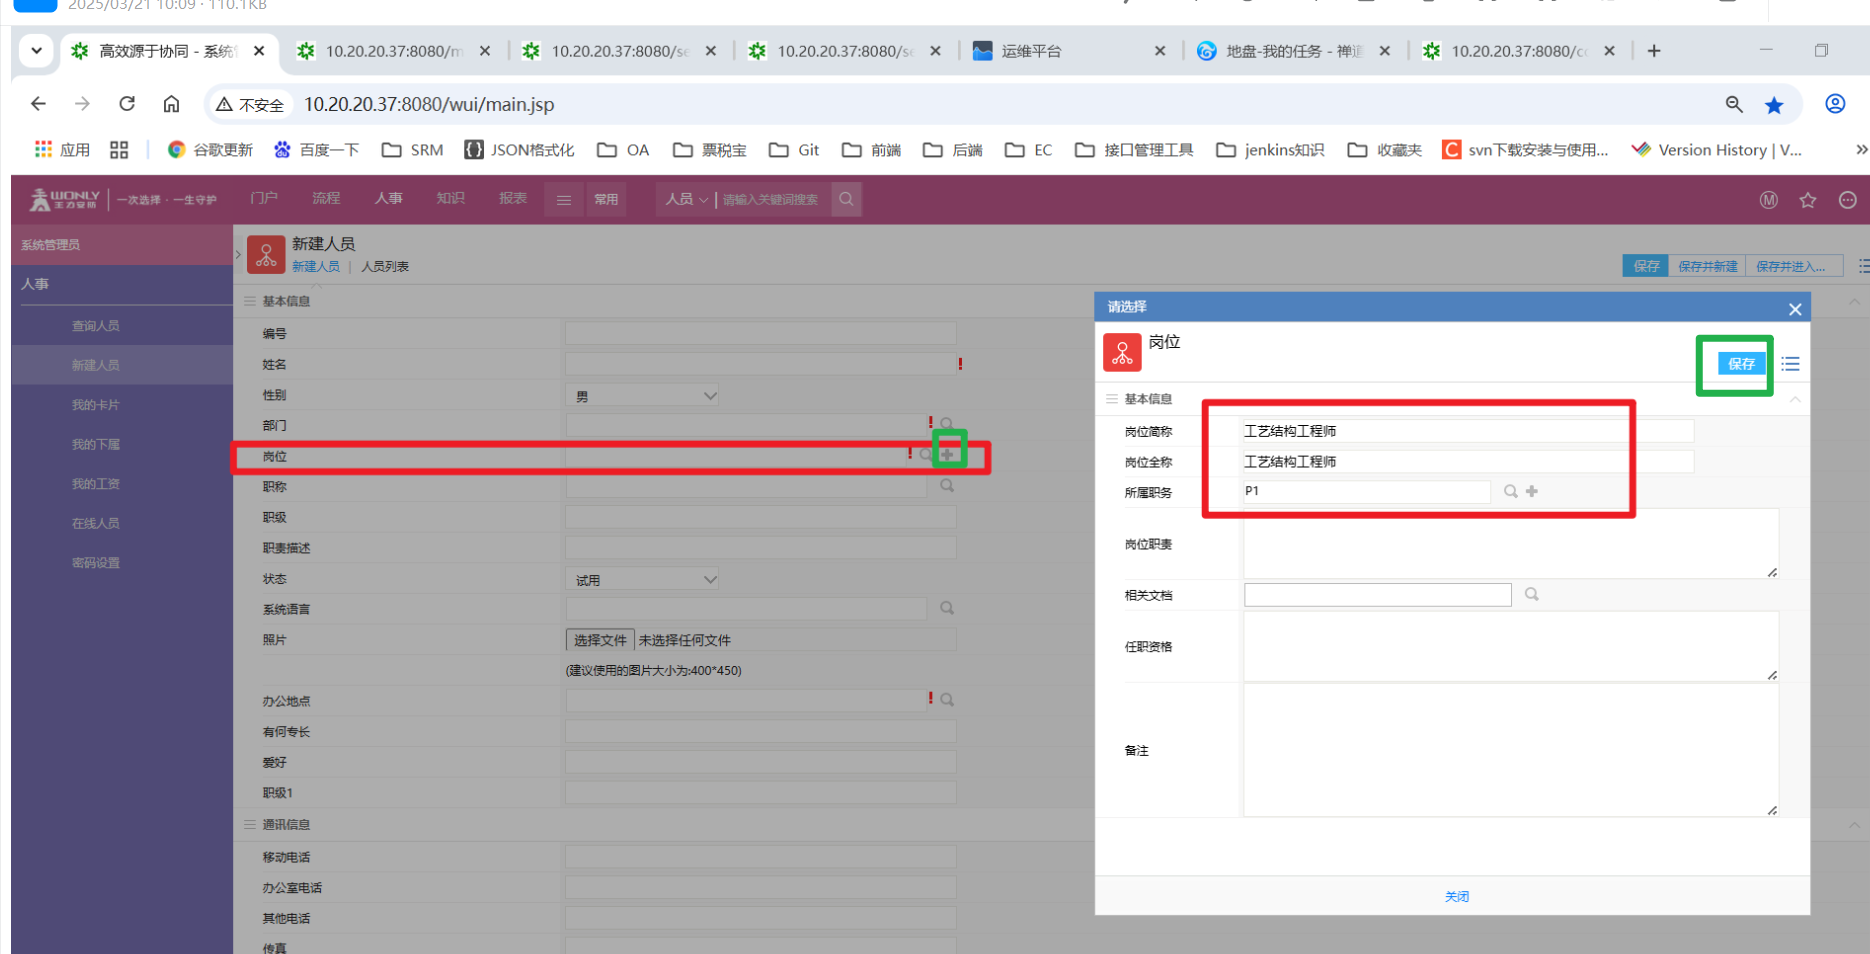 2025/03/21 10:09 · 110.1KB
高效源于协同 - 系统
10.20.20.37:8080/m
10.20.20.37:8080/se
10.20.20.37:8080/se
运维平台
地盘-我的任务 - 禅道
10.20.20.37:8080/co
不安全
10.20.20.37:8080/wui/main.jsp
应用
谷歌更新
百度一下
SRM
JSON格式化
OA
票税宝
Git
前端
后端
EC
接口管理工具
jenkins知识
收藏夹
svn下载安装与使用...
Version History | V...
WONLY
王力安防
一次选择 · 一生守护
门户
流程
人事
知识
报表
常用
人员
请输入关键词搜索
系统管理员
人事
查询人员
新建人员
我的卡片
我的下属
我的工资
在线人员
密码设置
新建人员
新建人员 | 人员列表
保存
保存并新建
保存并进入...
基本信息
编号
姓名
!
性别
男
部门
!
岗位
!
职称
职级
职责描述
状态
试用
系统语言
照片
选择文件 未选择任何文件
(建议使用的图片大小为:400*450)
办公地点
!
有何专长
爱好
职级1
通讯信息
移动电话
办公室电话
其他电话
传真
请选择
岗位
保存
基本信息
岗位简称
工艺结构工程师
岗位全称
工艺结构工程师
所属职务
P1
岗位职责
相关文档
任职资格
备注
关闭